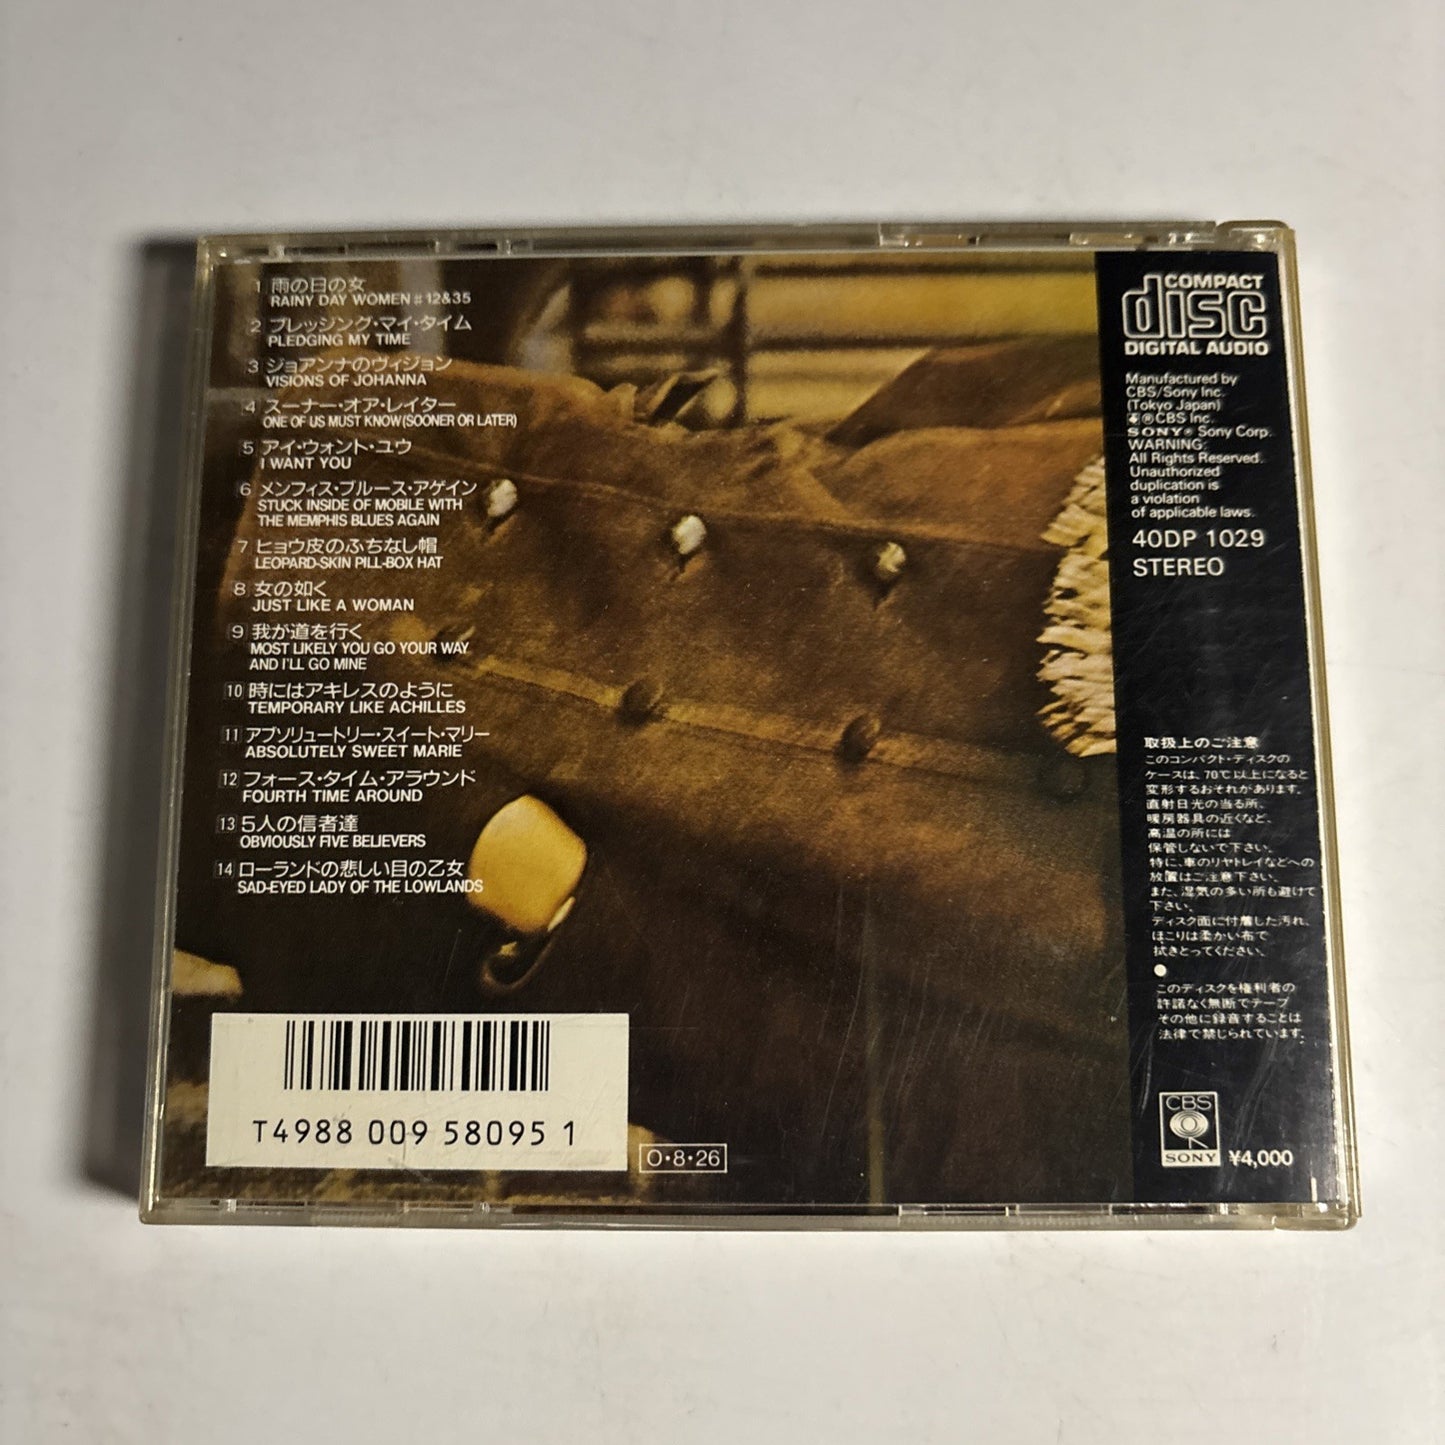 1 雨の日の女
RAINY DAY WOMEN #12&35
2 プレッジング・マイ・タイム
PLEDGING MY TIME
3 ジョアンナのヴィジョン
VISIONS OF JOHANNA
4 スーナー・オア・レイター
ONE OF US MUST KNOW (SOONER OR LATER)
5 アイ・ウォント・ユウ
I WANT YOU
6 メンフィス・ブルース・アゲイン
STUCK INSIDE OF MOBILE WITH
THE MEMPHIS BLUES AGAIN
7 ヒョウ皮のふちなし帽
LEOPARD-SKIN PILL-BOX HAT
8 女の如く
JUST LIKE A WOMAN
9 我が道を行く
MOST LIKELY YOU GO YOUR WAY
AND I'LL GO MINE
10 時にはアキレスのように
TEMPORARY LIKE ACHILLES
11 アブソリュートリー・スイート・マリー
ABSOLUTELY SWEET MARIE
12 フォース・タイム・アラウンド
FOURTH TIME AROUND
13 5人の信者達
OBVIOUSLY FIVE BELIEVERS
14 ローランドの悲しい目の乙女
SAD-EYED LADY OF THE LOWLANDS
T4988 009 58095 1
O・8・26
COMPACT
disc
DIGITAL AUDIO
Manufactured by
CBS/Sony Inc.
(Tokyo Japan)
Ⓡ CBS Inc.
SONY® Sony Corp.
WARNING:
All Rights Reserved.
Unauthorized
duplication is
a violation
of applicable laws.
40DP 1029
STEREO
取扱上のご注意
このコンパクト・ディスクの
ケースは、70℃以上になると
変形するおそれがあります。
直射日光の当る所、
暖房器具の近くなど、
高温の所には
保管しないで下さい。
特に、車のリヤトレイなどへの
放置はご注意下さい。
また、湿気の多い所も避けて
下さい。
ディスク面に付着した汚れ、
ほこりは柔かい布で
拭きとってください。
●
このディスクを権利者の
許諾なく無断でテープ
その他に録音することは
法律で禁じられています。
CBS
SONY
¥4,000